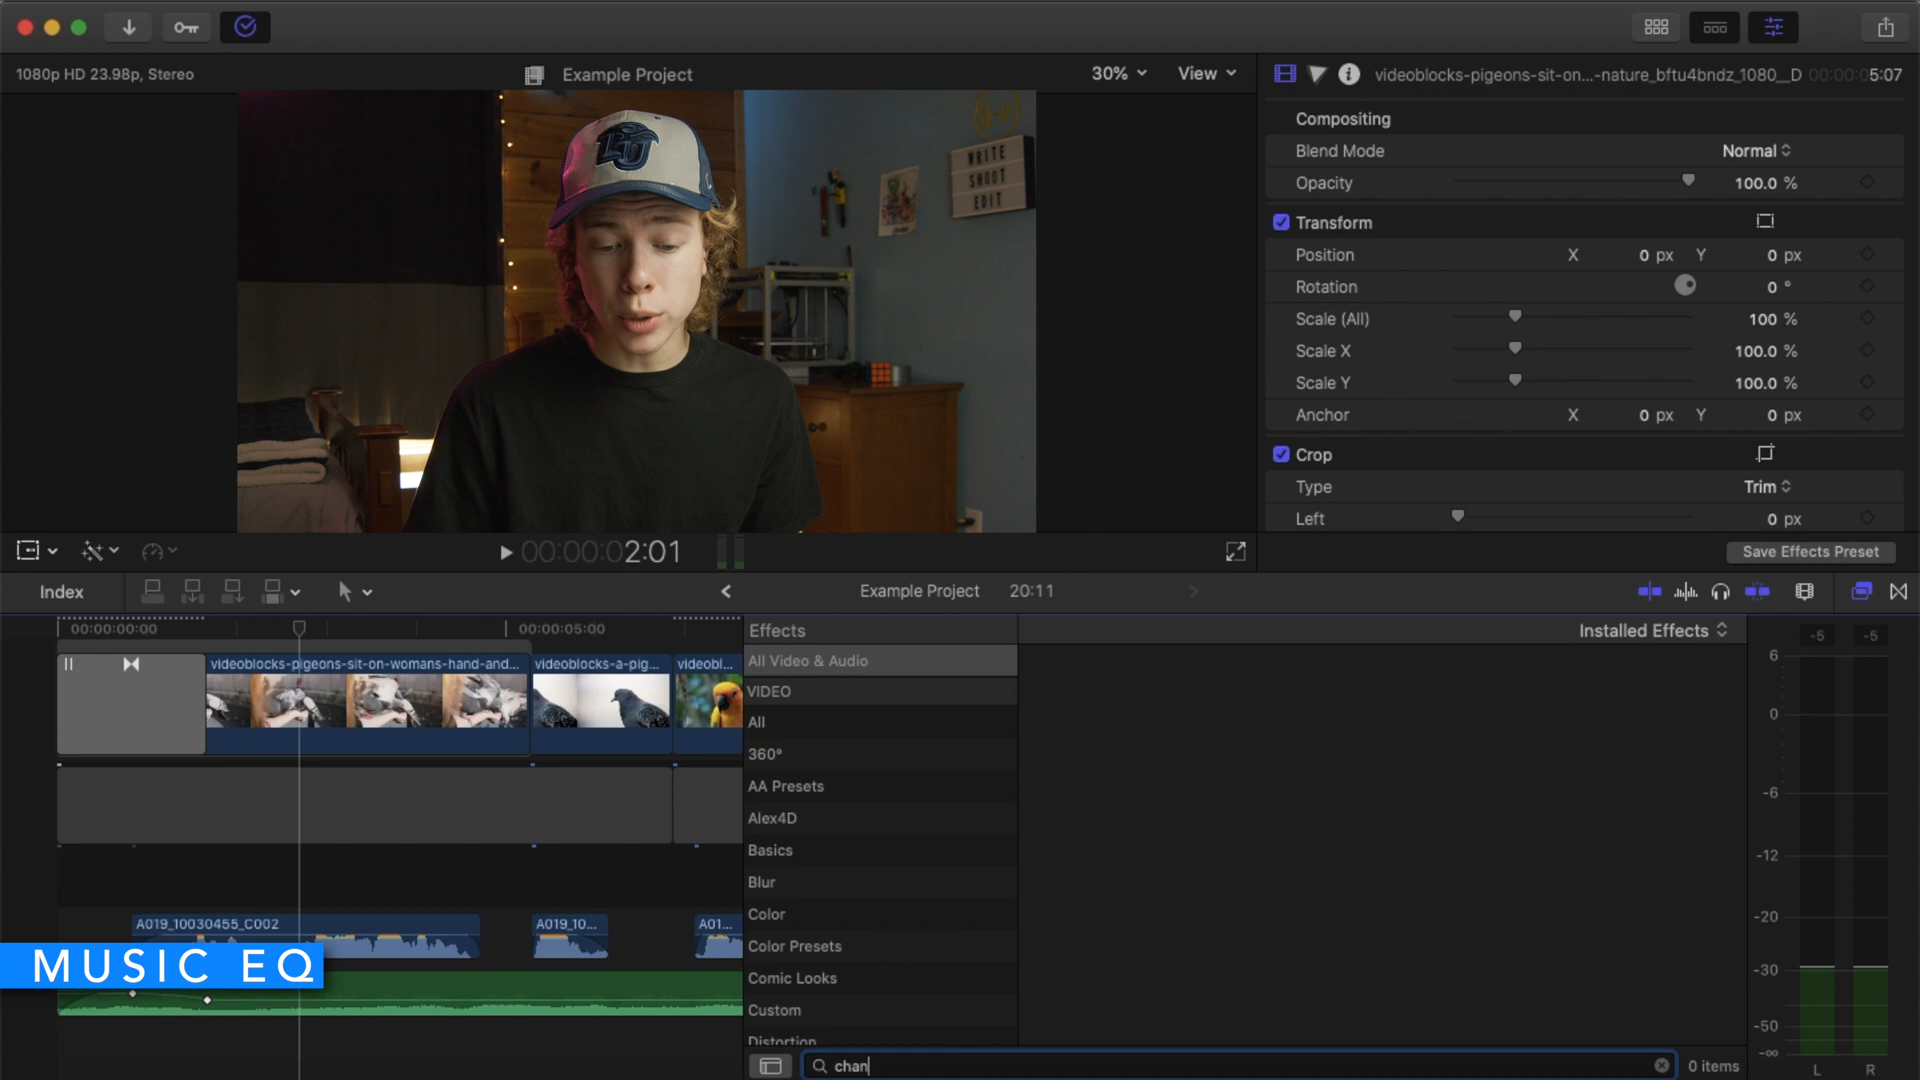 1080p HD 23.98p, Stereo
Example Project
30%
View
videoblocks-pigeons-sit-on...-nature_bftu4bndz_1080__D
00:00:05:07
WRITE
SHOOT
EDIT
Compositing
Blend Mode
Normal
Opacity
100.0 %
Transform
Position
X
0 px
Y
0 px
Rotation
0 °
Scale (All)
100 %
Scale X
100.0 %
Scale Y
100.0 %
Anchor
X
0 px
Y
0 px
Crop
Type
Trim
Left
0 px
00:00:02:01
Save Effects Preset
Index
Example Project
20:11
00:00:00:00
00:00:05:00
Effects
Installed Effects
videoblocks-pigeons-sit-on-womans-hand-and...
videoblocks-a-pig...
videobl...
All Video & Audio
VIDEO
All
360°
AA Presets
Alex4D
Basics
Blur
Color
Color Presets
Comic Looks
Custom
Distortion
A019_10030455_C002
A019_10...
A01...
MUSIC EQ
chan
0 items
-5
-5
6
0
-6
-12
-20
-30
-50
-∞
L
R